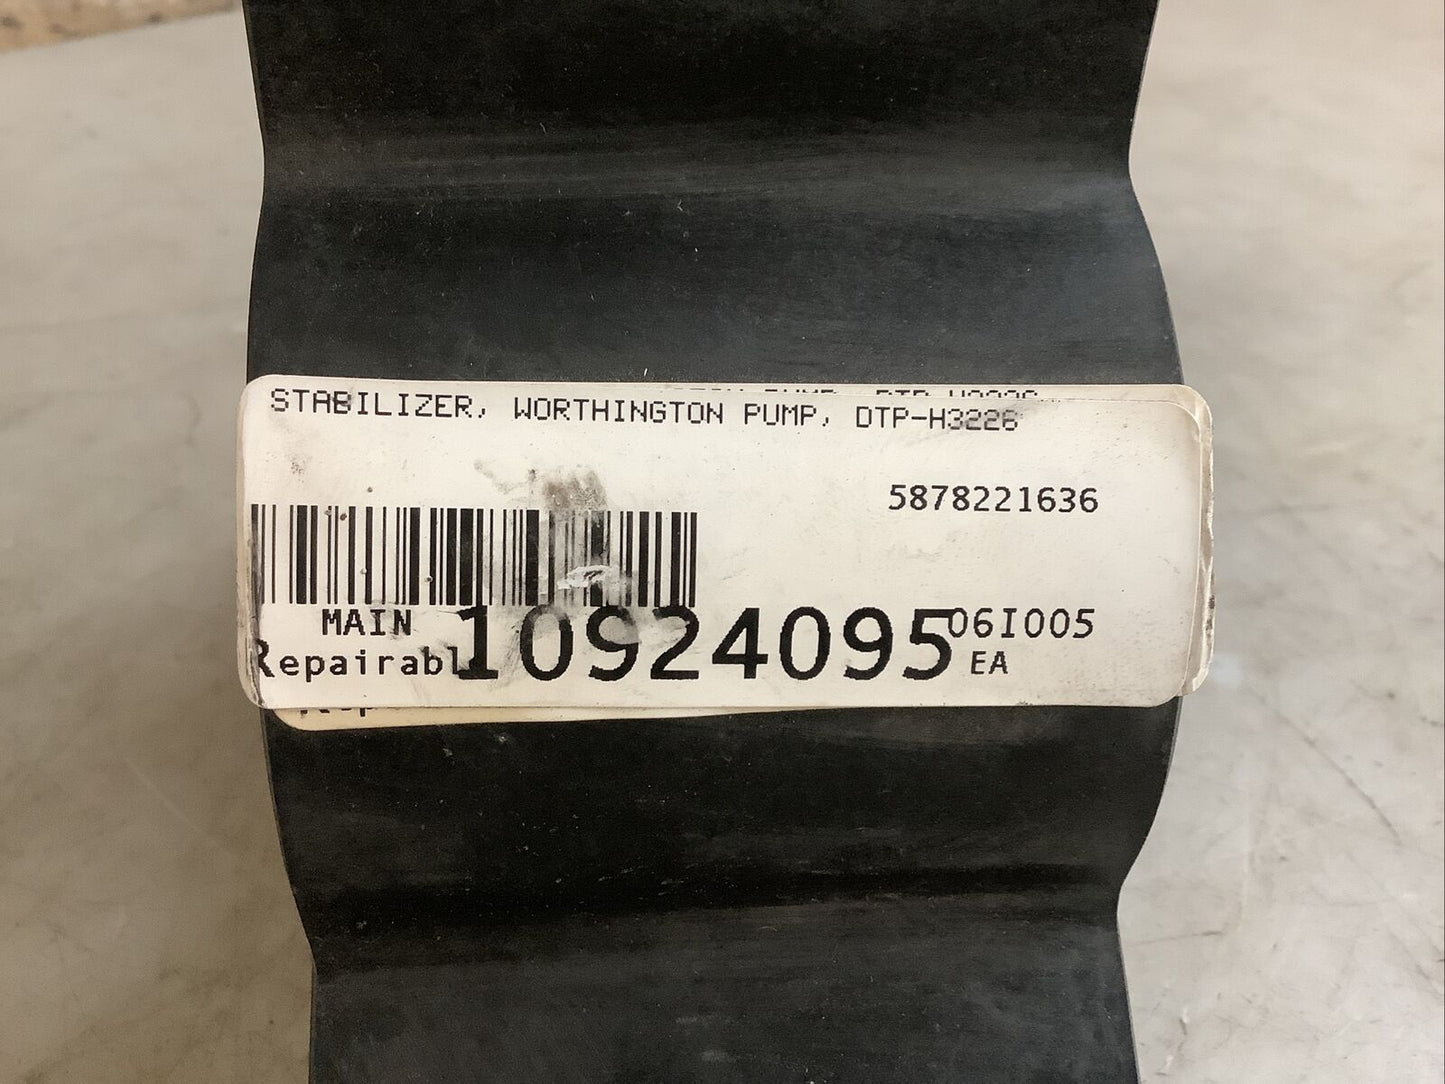 STABILIZER, WORTHINGTON PUMP, DTP-H3226
5878221636
MAIN 10924095 06I005
Repairabl EA